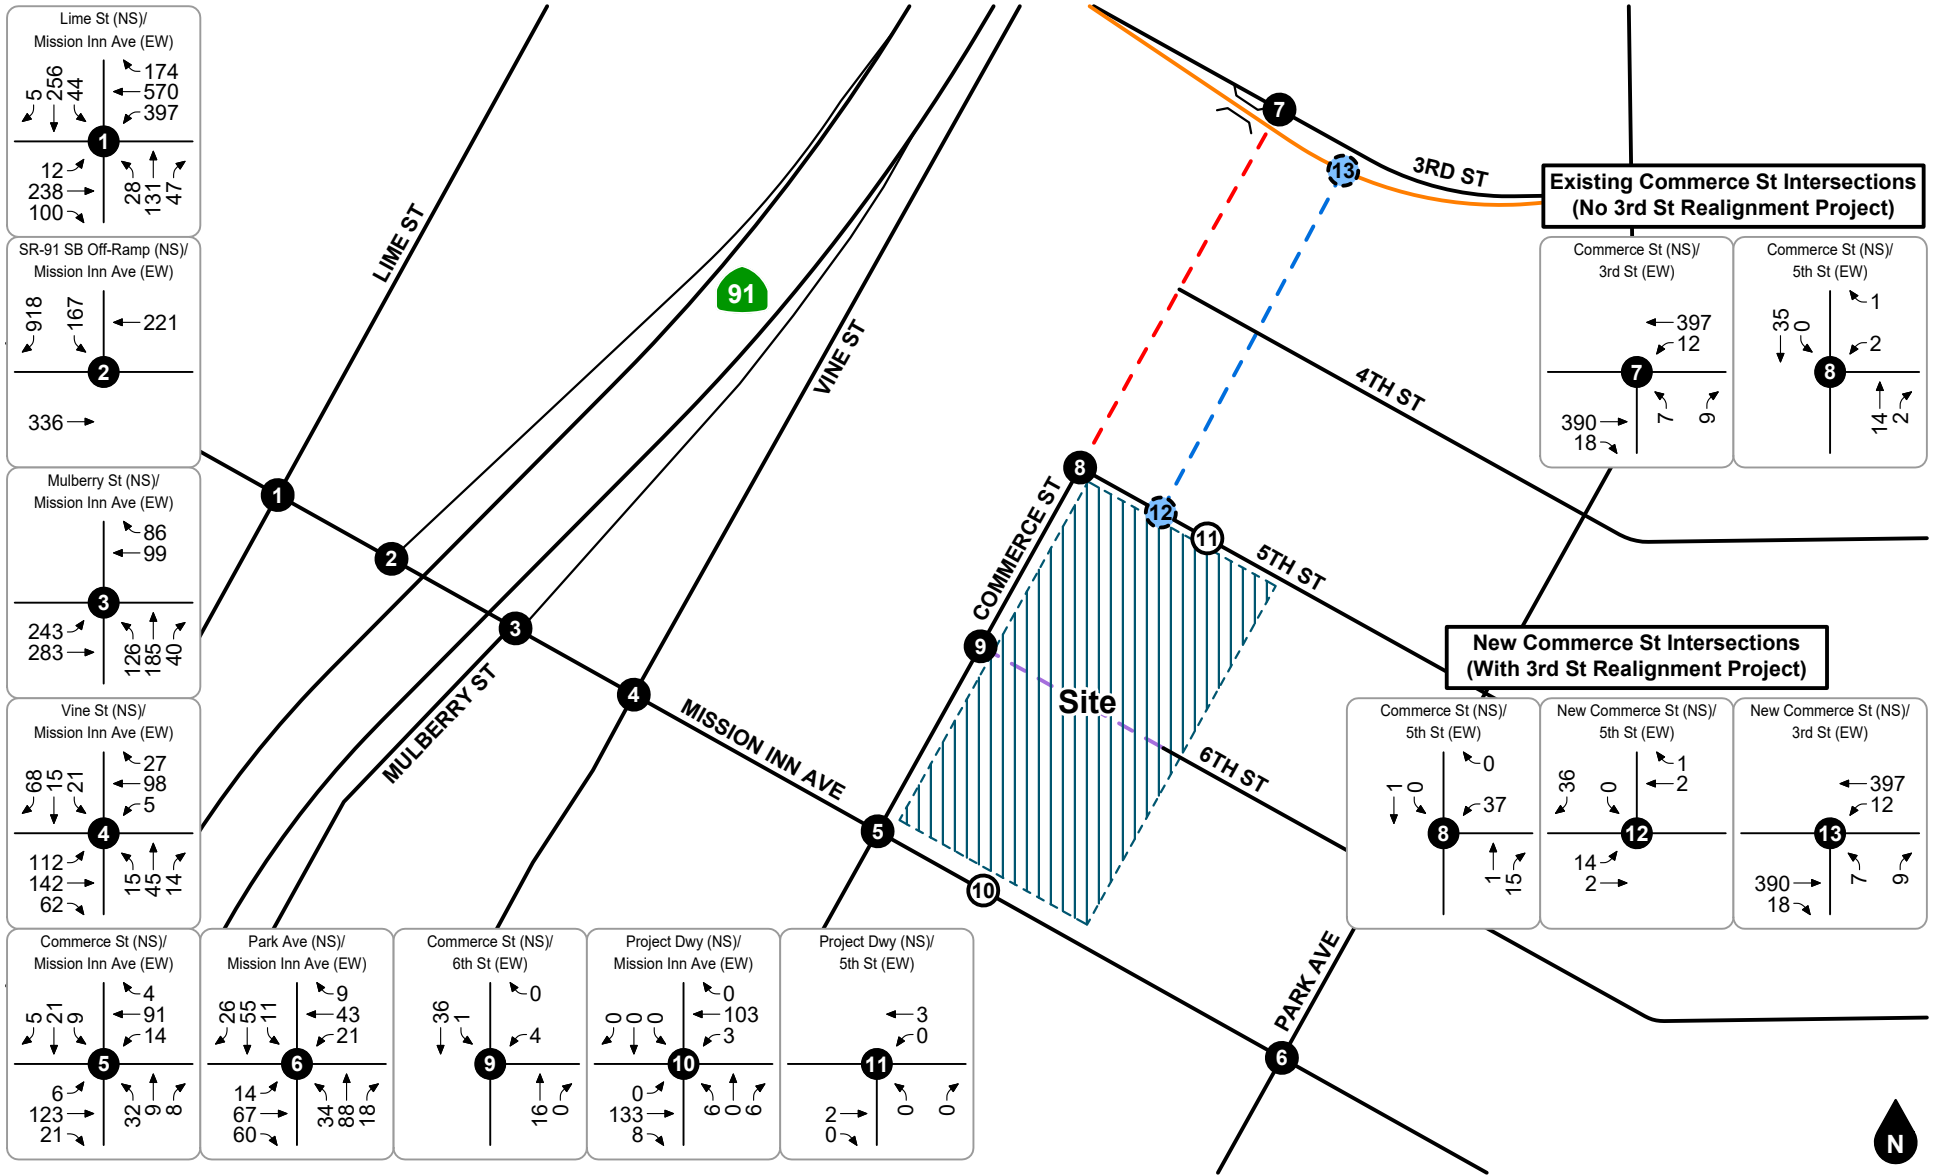 Lime St (NS)/
Mission Inn Ave (EW)
5 256 44
174
570
397
1
12
238
100
28 131 47
SR-91 SB Off-Ramp (NS)/
Mission Inn Ave (EW)
918 167
221
2
336
Mulberry St (NS)/
Mission Inn Ave (EW)
86
99
3
243
283
126 185 40
Vine St (NS)/
Mission Inn Ave (EW)
68 15 21
27
98
5
4
112
142
62
15 45 14
Commerce St (NS)/
Mission Inn Ave (EW)
5 21 9
4
91
14
5
6
123
21
32 9 8
Park Ave (NS)/
Mission Inn Ave (EW)
26 55 11
9
43
21
6
14
67
60
34 88 18
Commerce St (NS)/
6th St (EW)
36 1
0
4
9
16 0
Project Dwy (NS)/
Mission Inn Ave (EW)
0 0 0
0
103
3
10
0
133
8
6 0 6
Project Dwy (NS)/
5th St (EW)
3
0
11
2
0
0 0
LIME ST
91
VINE ST
MULBERRY ST
MISSION INN AVE
COMMERCE ST
3RD ST
4TH ST
5TH ST
6TH ST
PARK AVE
Site
1
2
3
4
5
6
7
8
9
10
11
12
13
Existing Commerce St Intersections
(No 3rd St Realignment Project)
Commerce St (NS)/
3rd St (EW)
397
12
7
390
18
7 9
Commerce St (NS)/
5th St (EW)
35 0
1
2
8
14 2
New Commerce St Intersections
(With 3rd St Realignment Project)
Commerce St (NS)/
5th St (EW)
1 0
0
37
8
1 15
New Commerce St (NS)/
5th St (EW)
36 0
1
2
12
14
2
New Commerce St (NS)/
3rd St (EW)
397
12
13
390
18
7 9
N